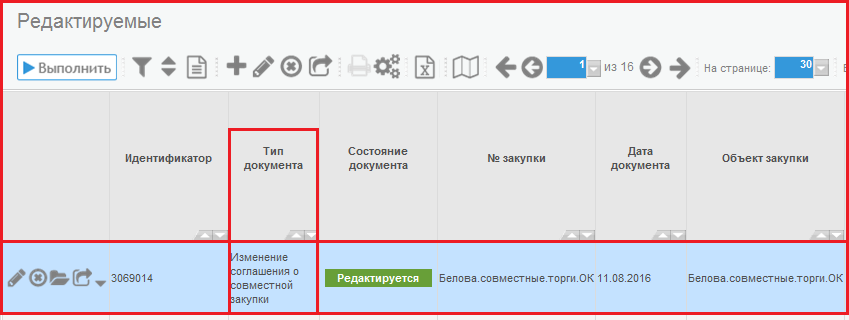 Редактируемые
Выполнить
1 из 16
На странице: 30
Идентификатор
Тип
документа
Состояние
документа
№ закупки
Дата
документа
Объект закупки
3069014
Изменение
соглашения о
совместной
закупки
Редактируется
Белова.совместные.торги.ОК
11.08.2016
Белова.совместные.торги.ОК